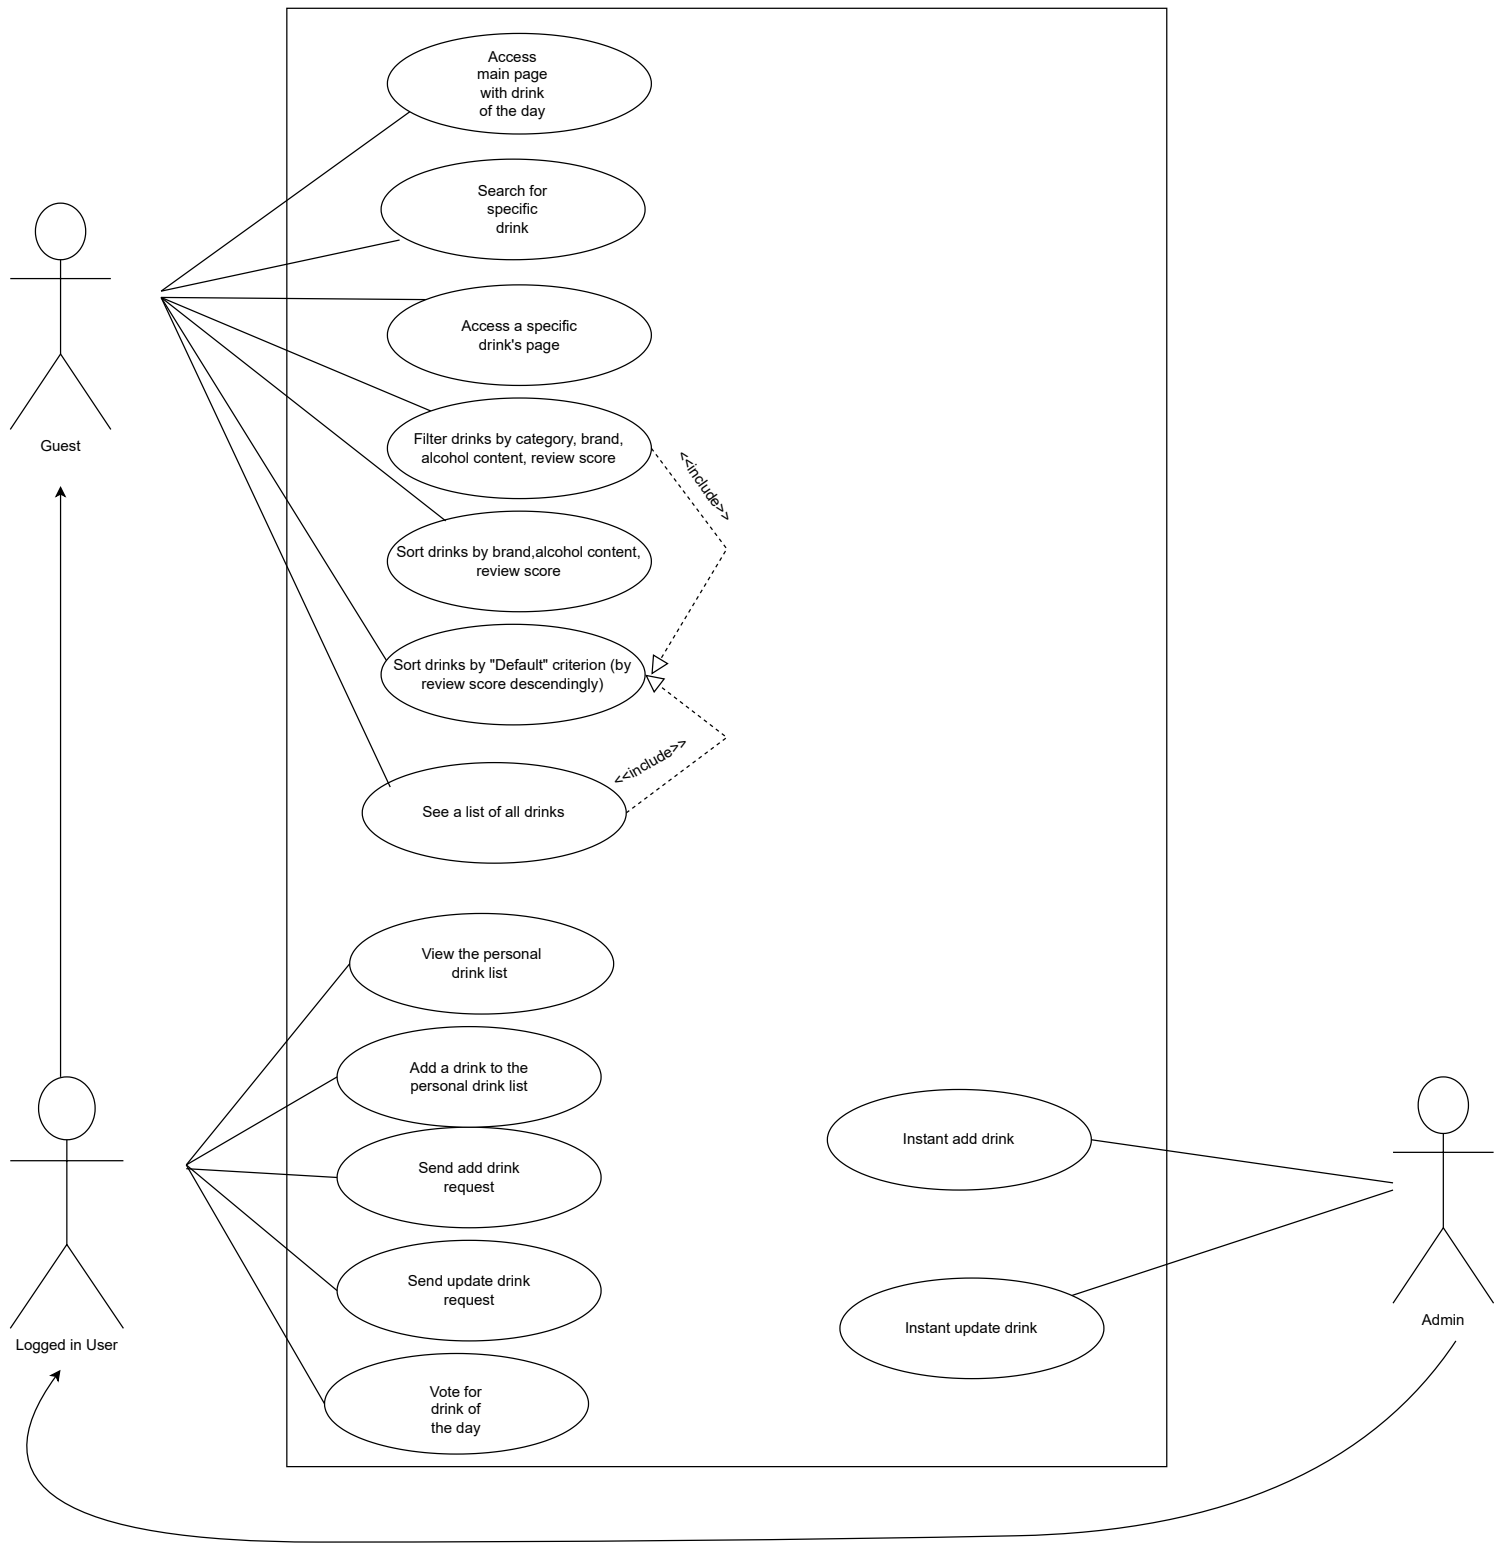 Access
main page
with drink
of the day
Search for
specific
drink
Access a specific
drink's page
Guest
Filter drinks by category, brand,
alcohol content, review score
<<include>>
Sort drinks by brand,alcohol content,
review score
Sort drinks by "Default" criterion (by
review score descendingly)
<<include>>
See a list of all drinks
View the personal
drink list
Add a drink to the
personal drink list
Instant add drink
Send add drink
request
Send update drink
request
Instant update drink
Admin
Logged in User
Vote for
drink of
the day